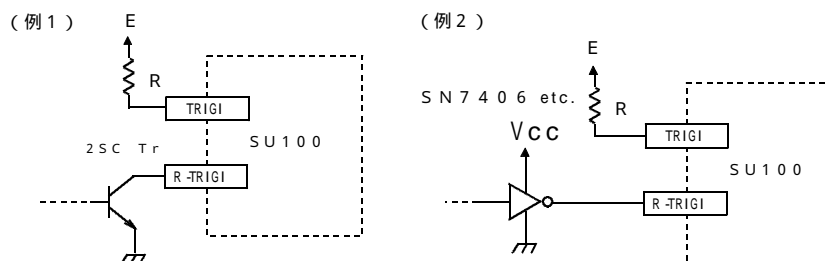 (例1)
E
R
TRIGI
2SC Tr
SU100
R-TRIGI
(例2)
E
SN7406 etc.
R
Vcc
TRIGI
SU100
R-TRIGI